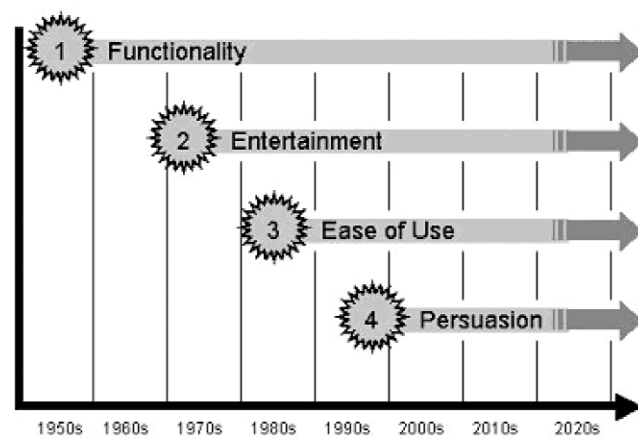 1 Functionality
2 Entertainment
3 Ease of Use
4 Persuasion
1950s 1960s 1970s 1980s 1990s 2000s 2010s 2020s